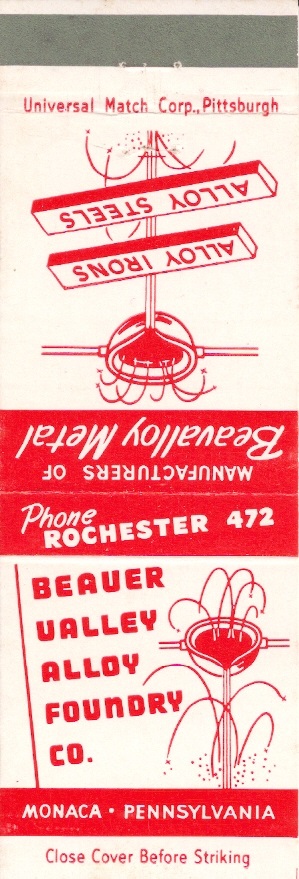 Universal Match Corp., Pittsburgh
ALLOY STEELS
ALLOY IRONS
MANUFACTURERS OF
Beavalloy Metal
Phone
ROCHESTER 472
BEAVER
VALLEY
ALLOY
FOUNDRY
CO.
MONACA • PENNSYLVANIA
Close Cover Before Striking